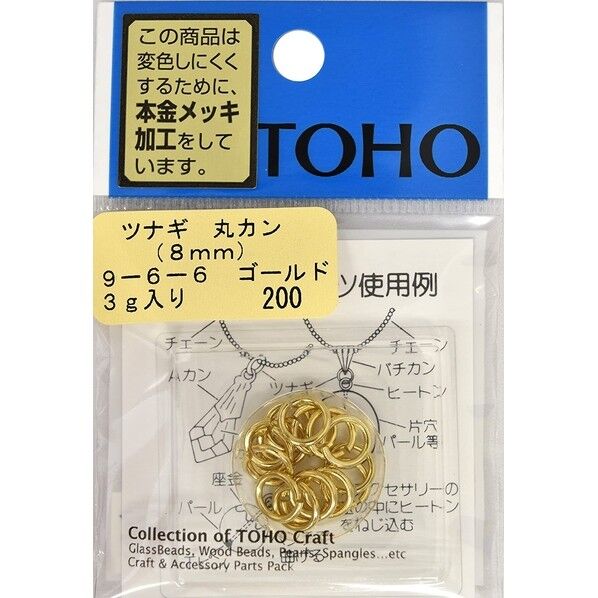 この商品は
変色しにくく
するために、
本金メッキ
加工をして
います。
TOHO
ツナギ 丸カン
(8mm)
9-6-6 ゴールド
3g入り 200
ツ使用例
チェーン
チェーン
Aカン
ツナギ
バチカン
ヒートン
片穴
パール等
座金
パール
クセサリーの
の中にヒートン
をねじ込む
曲げる
Collection of TOHO Craft
GlassBeads, Wood Beads, Pearls, Spangles...etc
Craft & Accessory Parts Pack